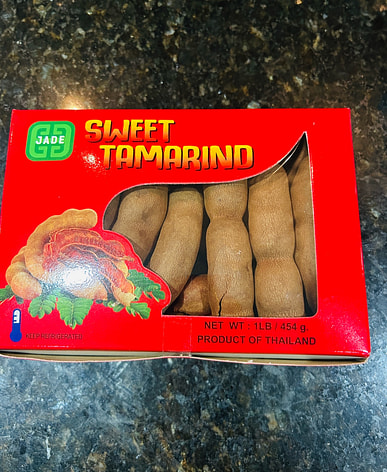 JADE
SWEET
TAMARIND
NET WT : 1LB / 454 g.
PRODUCT OF THAILAND